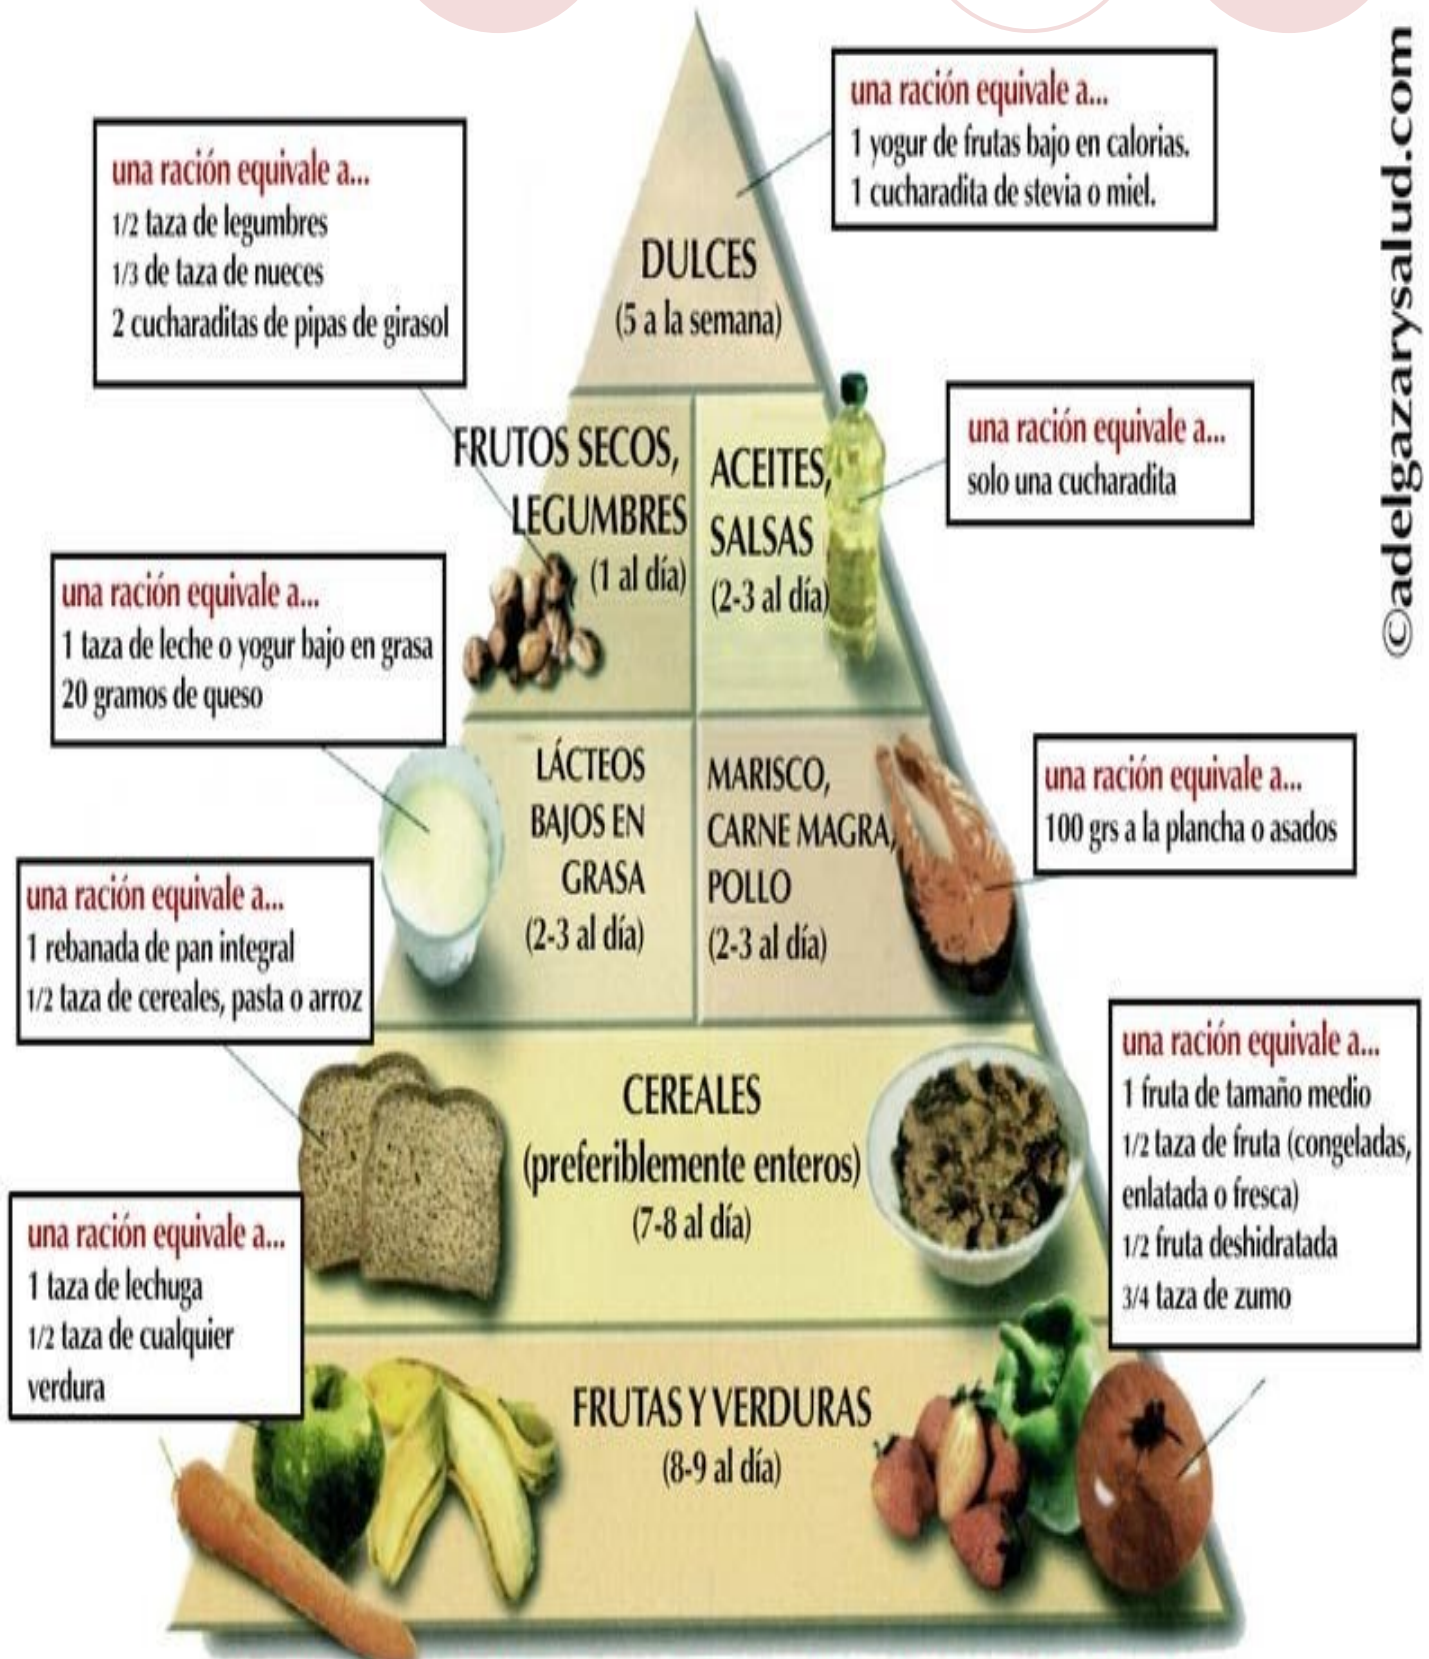 una ración equivale a...
1 yogur de frutas bajo en calorias.
1 cucharadita de stevia o miel.
©adelgazarysalud.com
una ración equivale a...
1/2 taza de legumbres
1/3 de taza de nueces
2 cucharaditas de pipas de girasol
DULCES
(5 a la semana)
FRUTOS SECOS,
LEGUMBRES
(1 al día)
ACEITES,
SALSAS
(2-3 al día)
una ración equivale a...
solo una cucharadita
una ración equivale a...
1 taza de leche o yogur bajo en grasa
20 gramos de queso
LÁCTEOS
BAJOS EN
GRASA
(2-3 al día)
MARISCO,
CARNE MAGRA,
POLLO
(2-3 al día)
una ración equivale a...
100 grs a la plancha o asados
una ración equivale a...
1 rebanada de pan integral
1/2 taza de cereales, pasta o arroz
CEREALES
(preferiblemente enteros)
(7-8 al día)
una ración equivale a...
1 fruta de tamaño medio
1/2 taza de fruta (congeladas,
enlatada o fresca)
1/2 fruta deshidratada
3/4 taza de zumo
una ración equivale a...
1 taza de lechuga
1/2 taza de cualquier
verdura
FRUTAS Y VERDURAS
(8-9 al día)